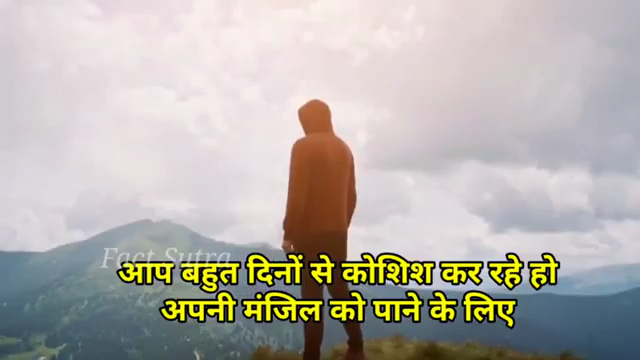 Fact Sutra
आप बहुत दिनों से कोशिश कर रहे हो
अपनी मंजिल को पाने के लिए